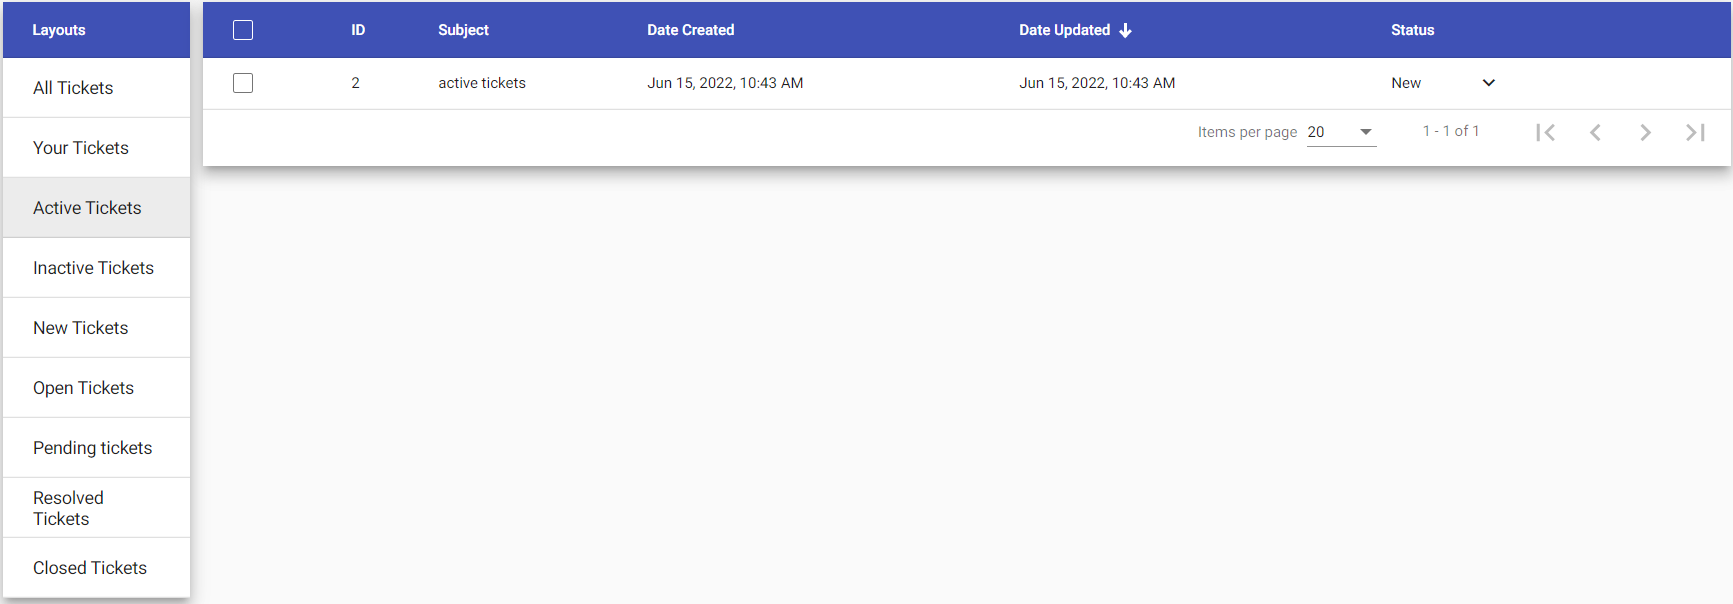 Layouts
All Tickets
Your Tickets
Active Tickets
Inactive Tickets
New Tickets
Open Tickets
Pending tickets
Resolved
Tickets
Closed Tickets
ID Subject Date Created Date Updated Status
2 active tickets Jun 15, 2022, 10:43 AM Jun 15, 2022, 10:43 AM New
Items per page 20 1 - 1 of 1